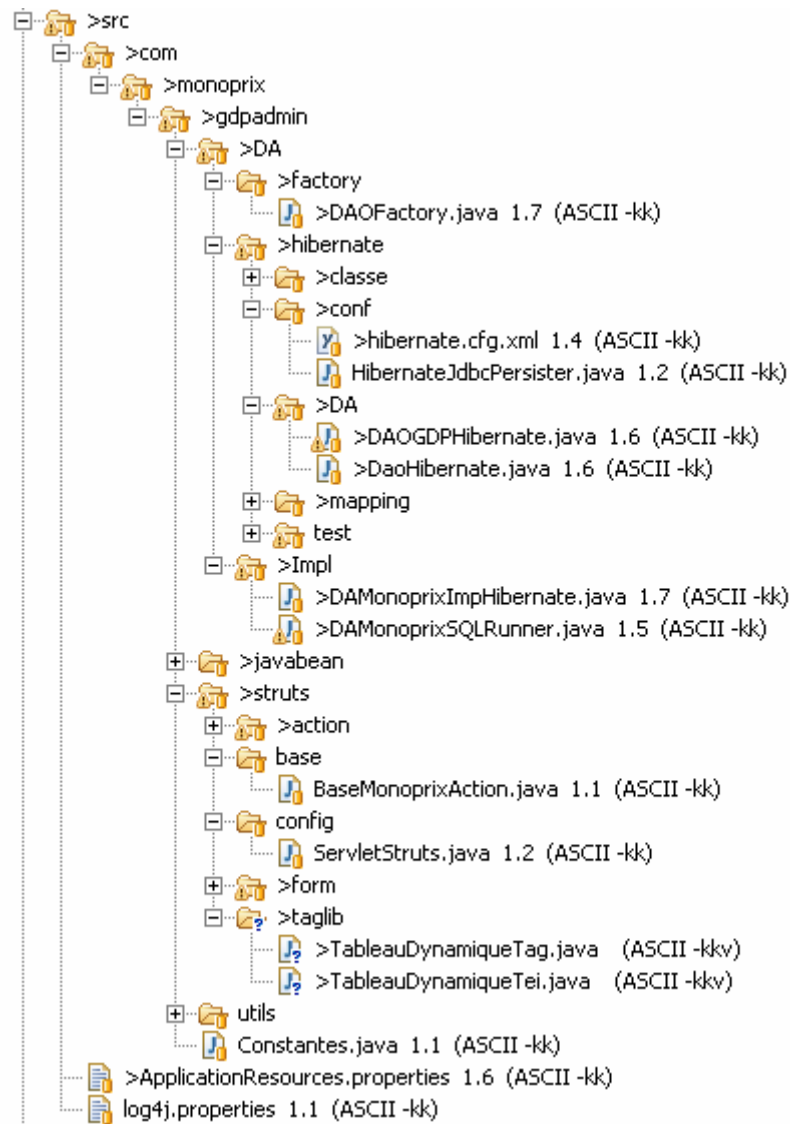 >src
>com
>monoprix
>gdpadmin
>DA
>factory
>DAOFactory.java 1.7 (ASCII -kk)
>hibernate
>classe
>conf
>hibernate.cfg.xml 1.4 (ASCII -kk)
HibernateJdbcPersister.java 1.2 (ASCII -kk)
>DA
>DAOGDPHibernate.java 1.6 (ASCII -kk)
>DaoHibernate.java 1.6 (ASCII -kk)
>mapping
test
>Impl
>DAMonoprixImpHibernate.java 1.7 (ASCII -kk)
>DAMonoprixSQLRunner.java 1.5 (ASCII -kk)
>javabean
>struts
>action
base
BaseMonoprixAction.java 1.1 (ASCII -kk)
config
ServletStruts.java 1.2 (ASCII -kk)
>form
>taglib
>TableauDynamiqueTag.java (ASCII -kkv)
>TableauDynamiqueTei.java (ASCII -kkv)
utils
Constantes.java 1.1 (ASCII -kk)
>ApplicationResources.properties 1.6 (ASCII -kk)
log4j.properties 1.1 (ASCII -kk)